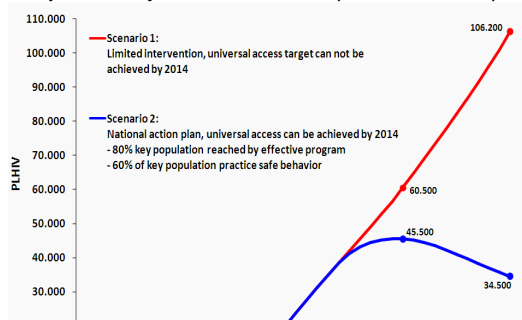 110.000
100.000
90.000
80.000
70.000
60.000
50.000
40.000
30.000
PLHIV
Scenario 1:
Limited intervention, universal access target can not be
achieved by 2014
Scenario 2:
National action plan, universal access can be achieved by 2014
- 80% key population reached by effective program
- 60% of key population practice safe behavior
106.200
60.500
45.500
34.500